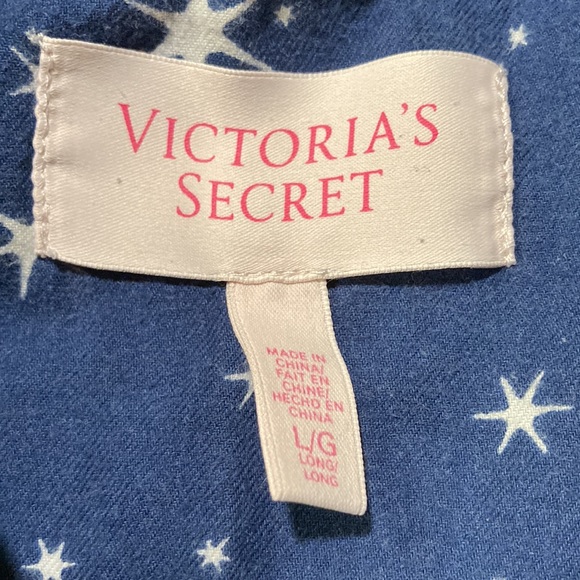 VICTORIA'S
SECRET
MADE IN
CHINA/
FAIT EN
CHINE/
HECHO EN
CHINA
L/G
LONG/
LONG